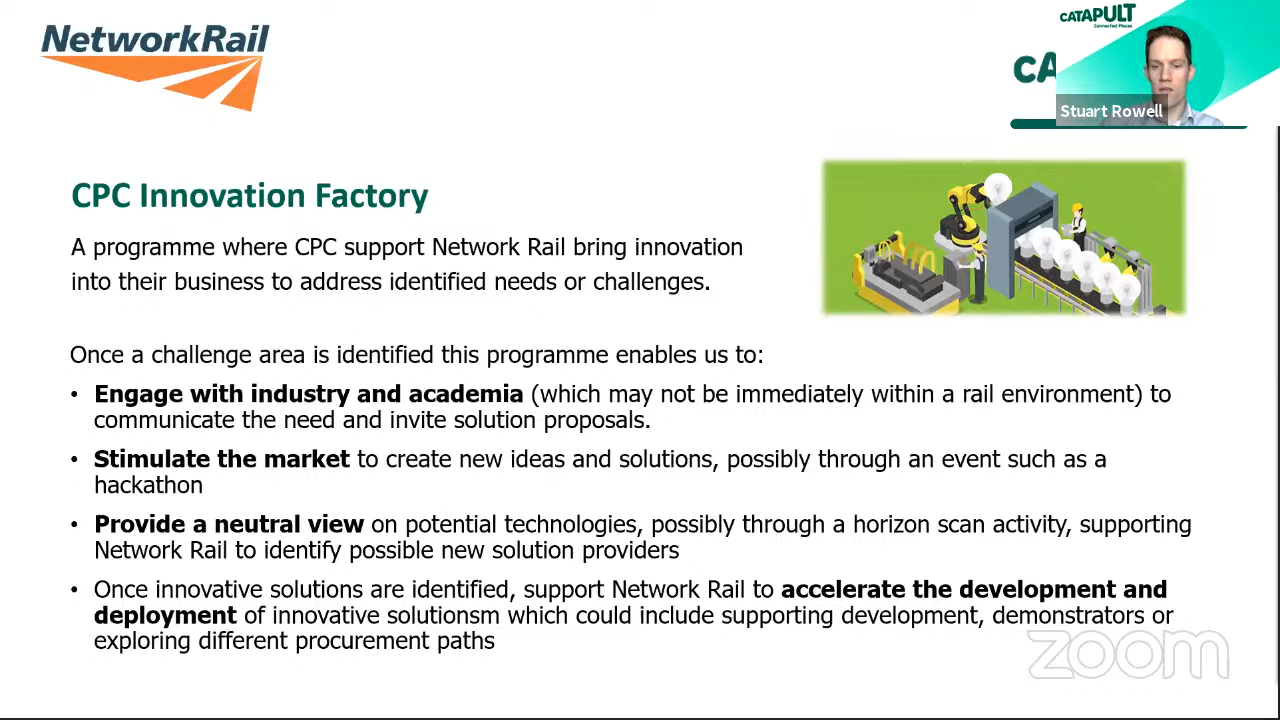 NetworkRail
CATAPULT
Connected Places
CA
Stuart Rowell
CPC Innovation Factory
A programme where CPC support Network Rail bring innovation
into their business to address identified needs or challenges.
Once a challenge area is identified this programme enables us to:
• Engage with industry and academia (which may not be immediately within a rail environment) to
communicate the need and invite solution proposals.
• Stimulate the market to create new ideas and solutions, possibly through an event such as a
hackathon
• Provide a neutral view on potential technologies, possibly through a horizon scan activity, supporting
Network Rail to identify possible new solution providers
• Once innovative solutions are identified, support Network Rail to accelerate the development and
deployment of innovative solutionsm which could include supporting development, demonstrators or
exploring different procurement paths
zoom